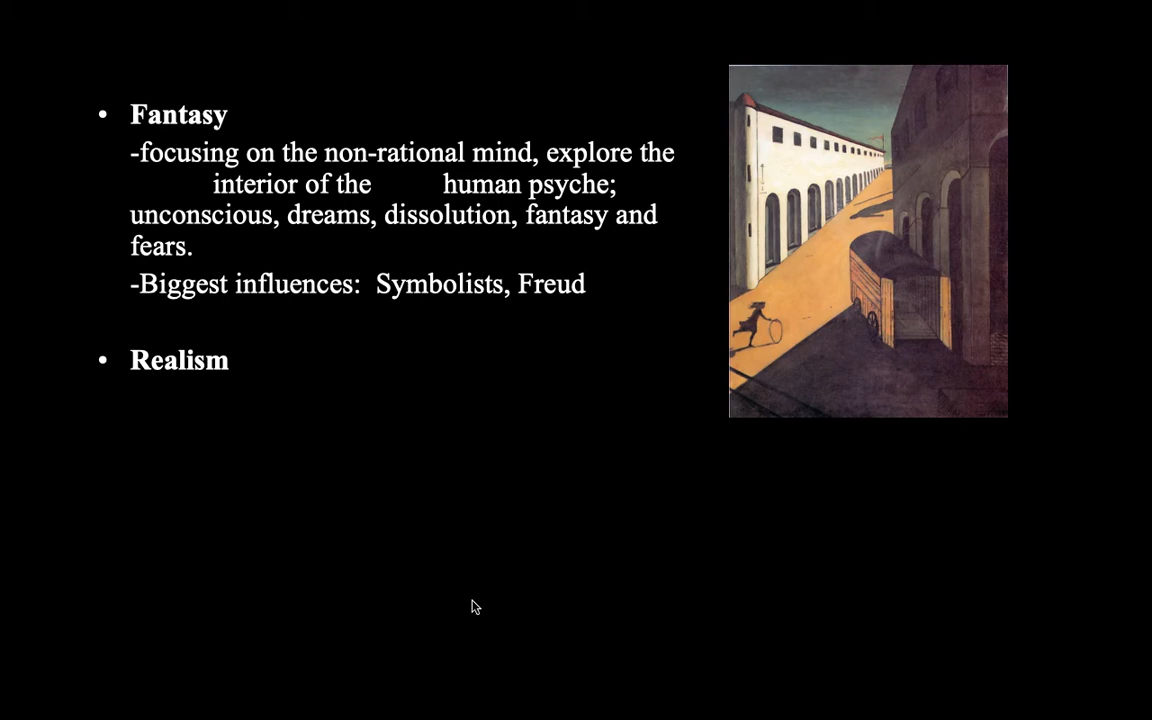 • Fantasy
-focusing on the non-rational mind, explore the
interior of the human psyche;
unconscious, dreams, dissolution, fantasy and
fears.
-Biggest influences: Symbolists, Freud
• Realism